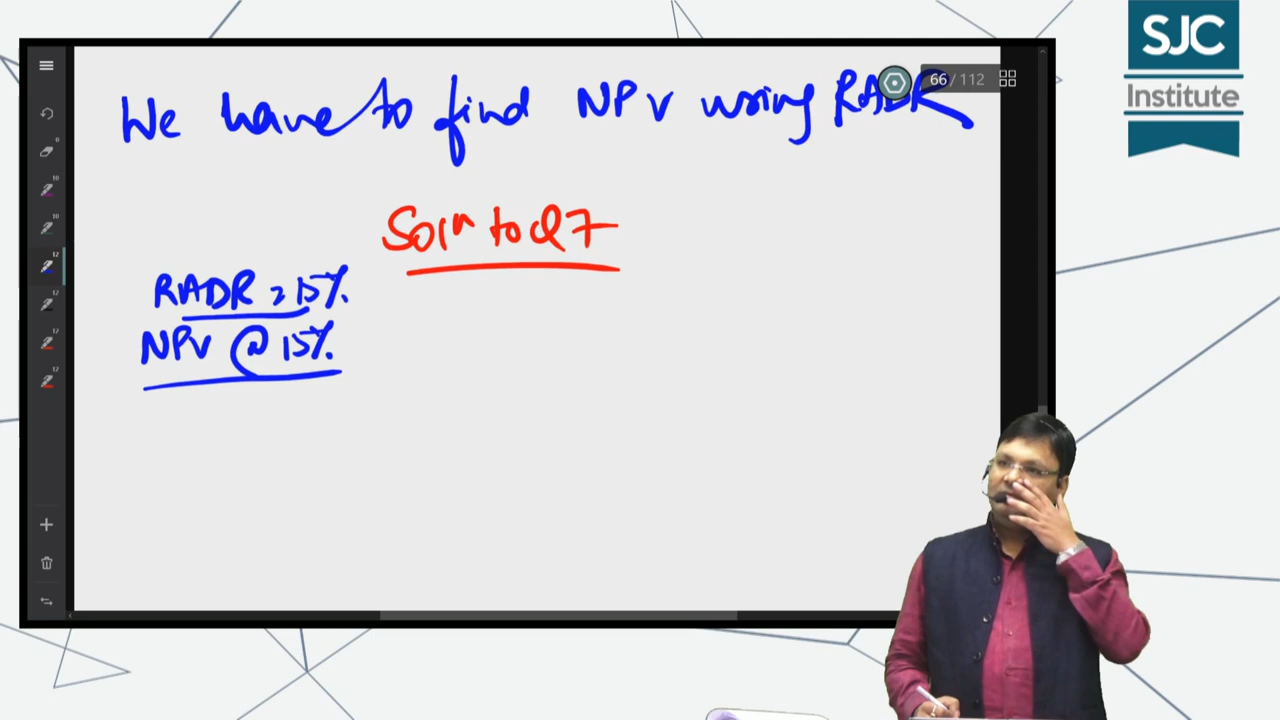 SJC
Institute
66 / 112
We have to find NPV using RADR
Solⁿ to Q7
RADR = 15%.
NPV @ 15%.